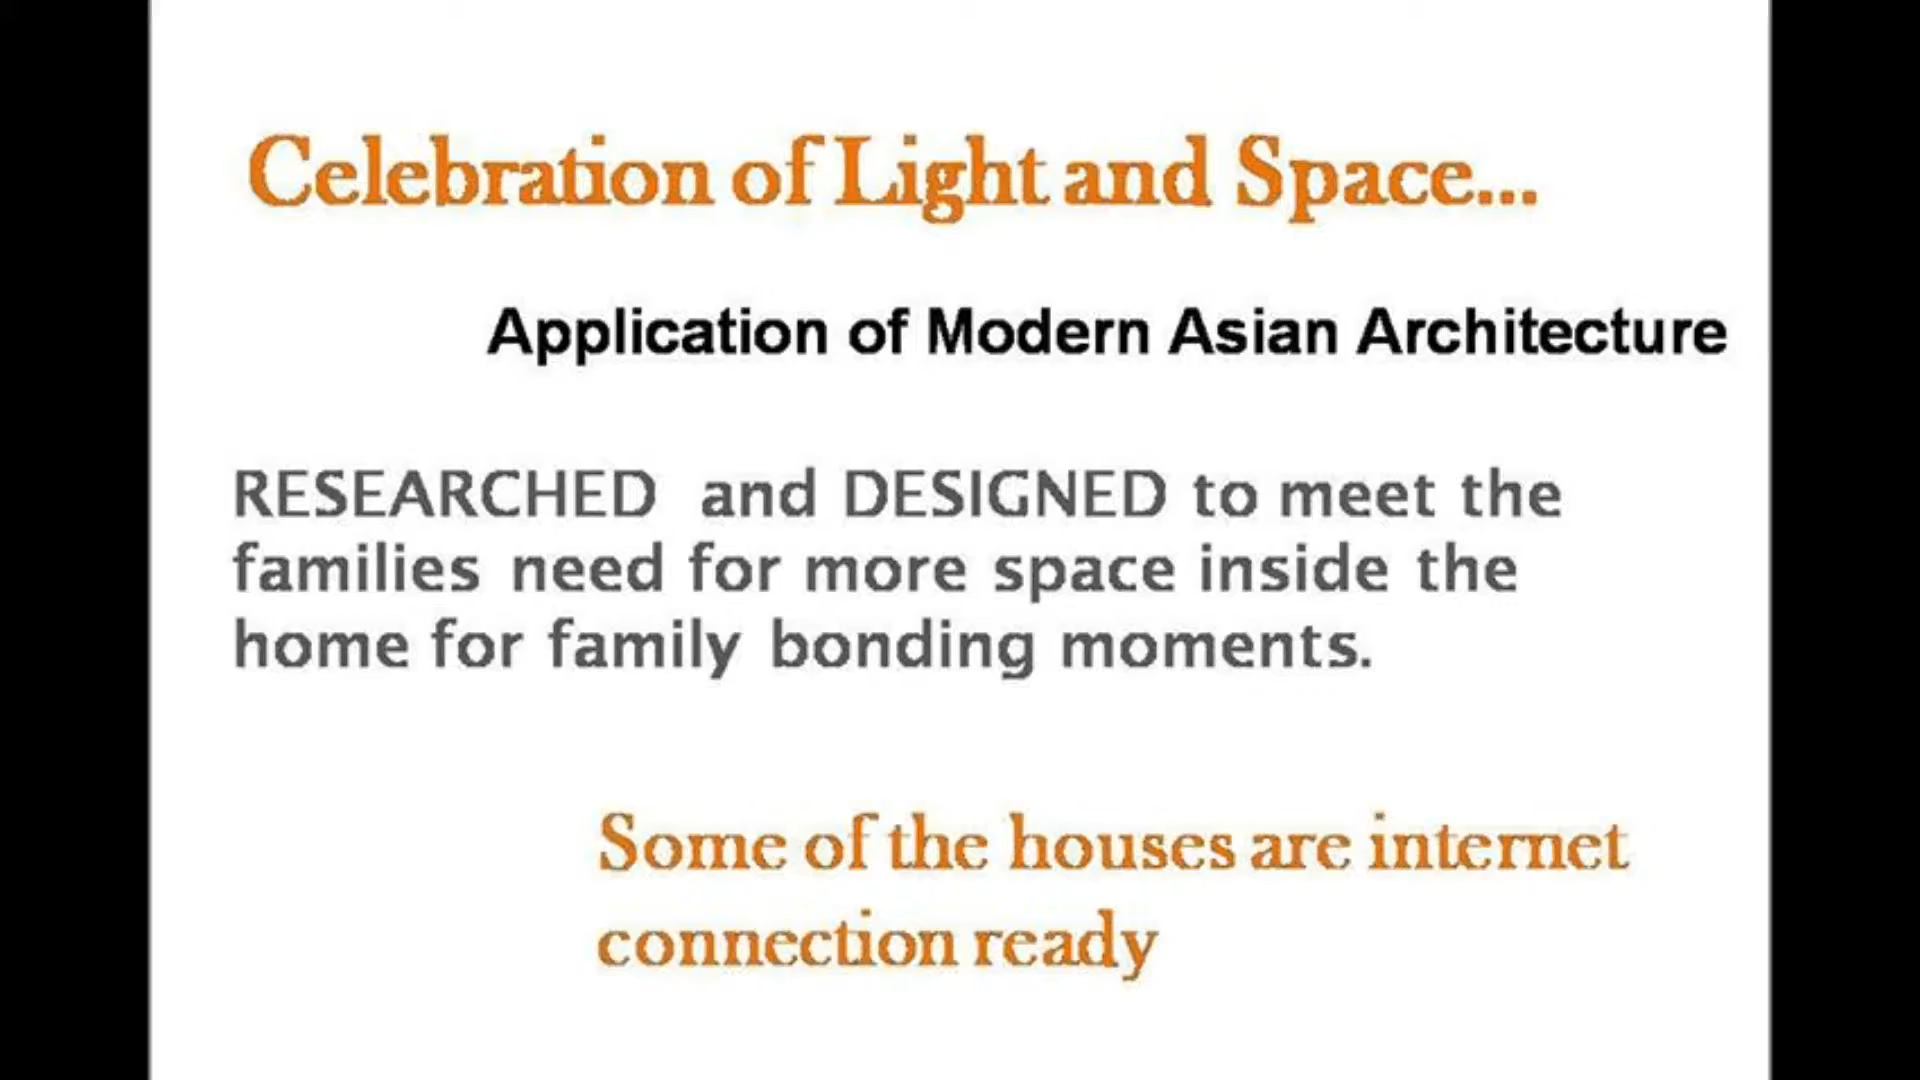 Celebration of Light and Space...
Application of Modern Asian Architecture
RESEARCHED and DESIGNED to meet the
families need for more space inside the
home for family bonding moments.
Some of the houses are internet
connection ready